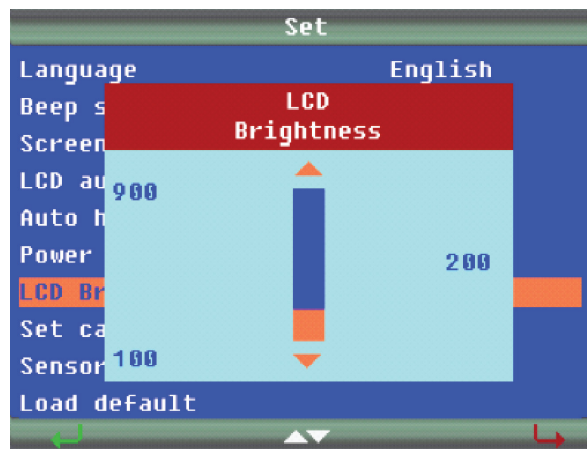 Set
Language English
Beep s
LCD
Brightness
Screen
LCD au
900
Auto h
Power
200
LCD Br
Set ca
Sensor
100
Load default